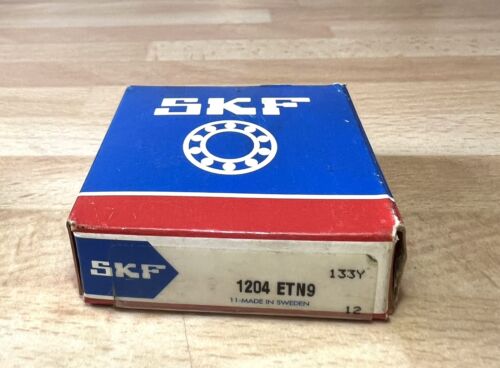 SKF
SKF
133Y
1204 ETN9
11-MADE IN SWEDEN
12